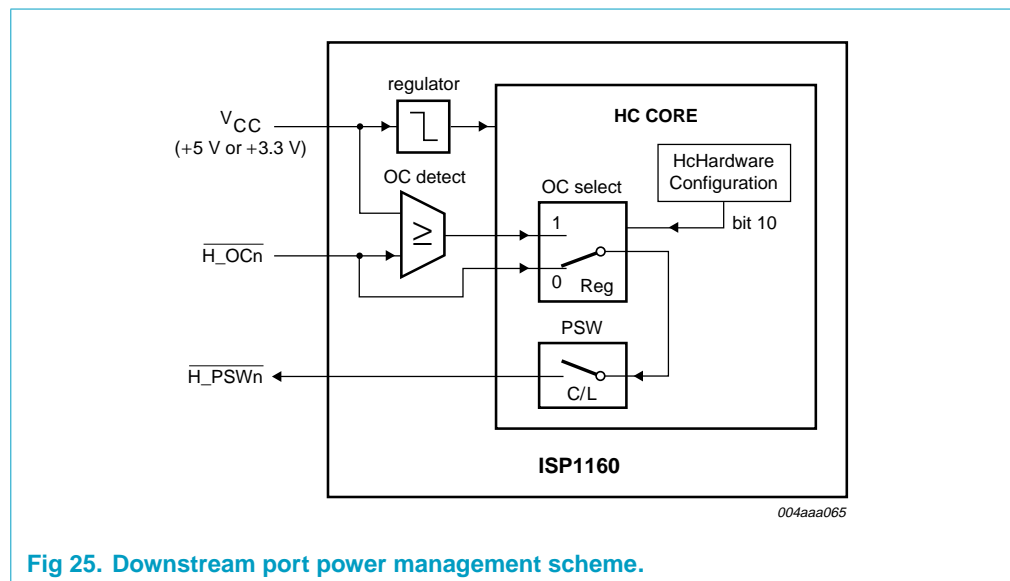 regulator
HC CORE
VCC
(+5 V or +3.3 V)
HcHardware
Configuration
OC detect
OC select
1
bit 10
≥
H_OCn
0
Reg
PSW
H_PSWn
C/L
ISP1160
004aaa065
Fig 25. Downstream port power management scheme.